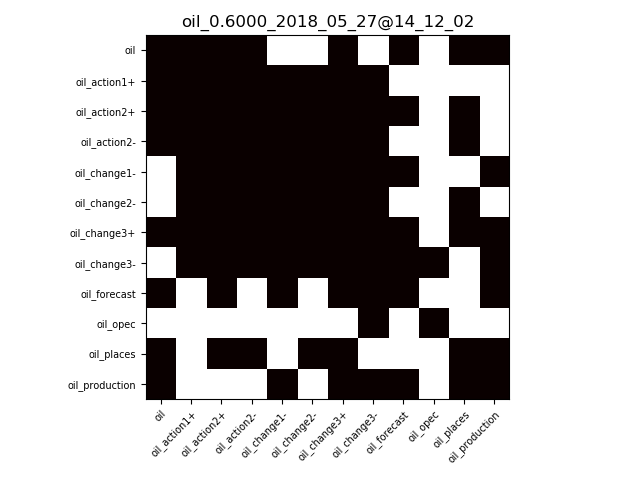 oil_0.6000_2018_05_27@14_12_02
oil
oil_action1+
oil_action2+
oil_action2-
oil_change1-
oil_change2-
oil_change3+
oil_change3-
oil_forecast
oil_opec
oil_places
oil_production
oil
oil_action1+
oil_action2+
oil_action2-
oil_change1-
oil_change2-
oil_change3+
oil_change3-
oil_forecast
oil_opec
oil_places
oil_production